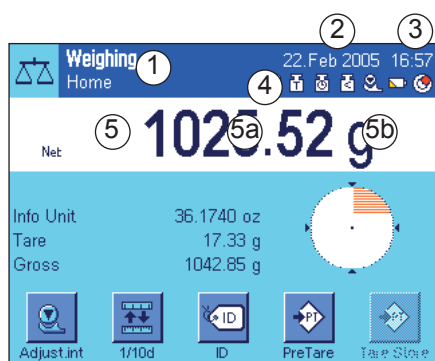 2 3
Weighing 22.Feb 2005 16:57
1
Home
4
5 5a 5b
Net 1025.52 g
Info Unit 36.1740 oz
Tare 17.33 g
Gross 1042.85 g
ID PT PT
Adjust.int 1/10d ID PreTare Tare Store